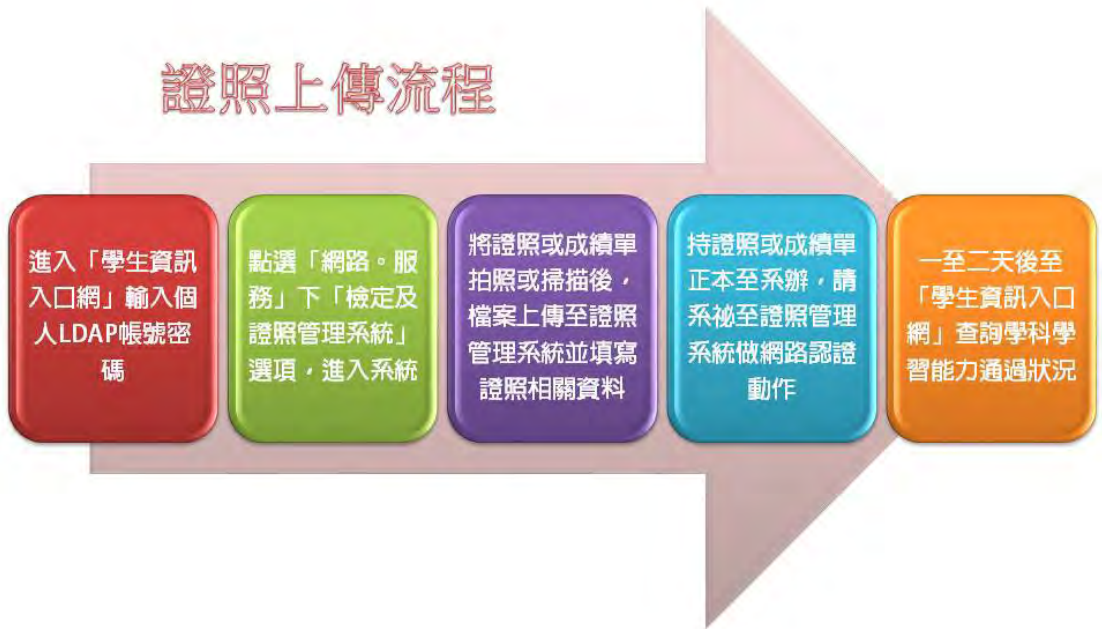 證照上傳流程
進入「學生資訊
入口網」輸入個
人LDAP帳號密
碼
點選「網路。服
務」下「檢定及
證照管理系統」
選項，進入系統
將證照或成績單
拍照或掃描後，
檔案上傳至證照
管理系統並填寫
證照相關資料
持證照或成績單
正本至系辦，請
系祕至證照管理
系統做網路認證
動作
一至二天後至
「學生資訊入口
網」查詢學科學
習能力通過狀況